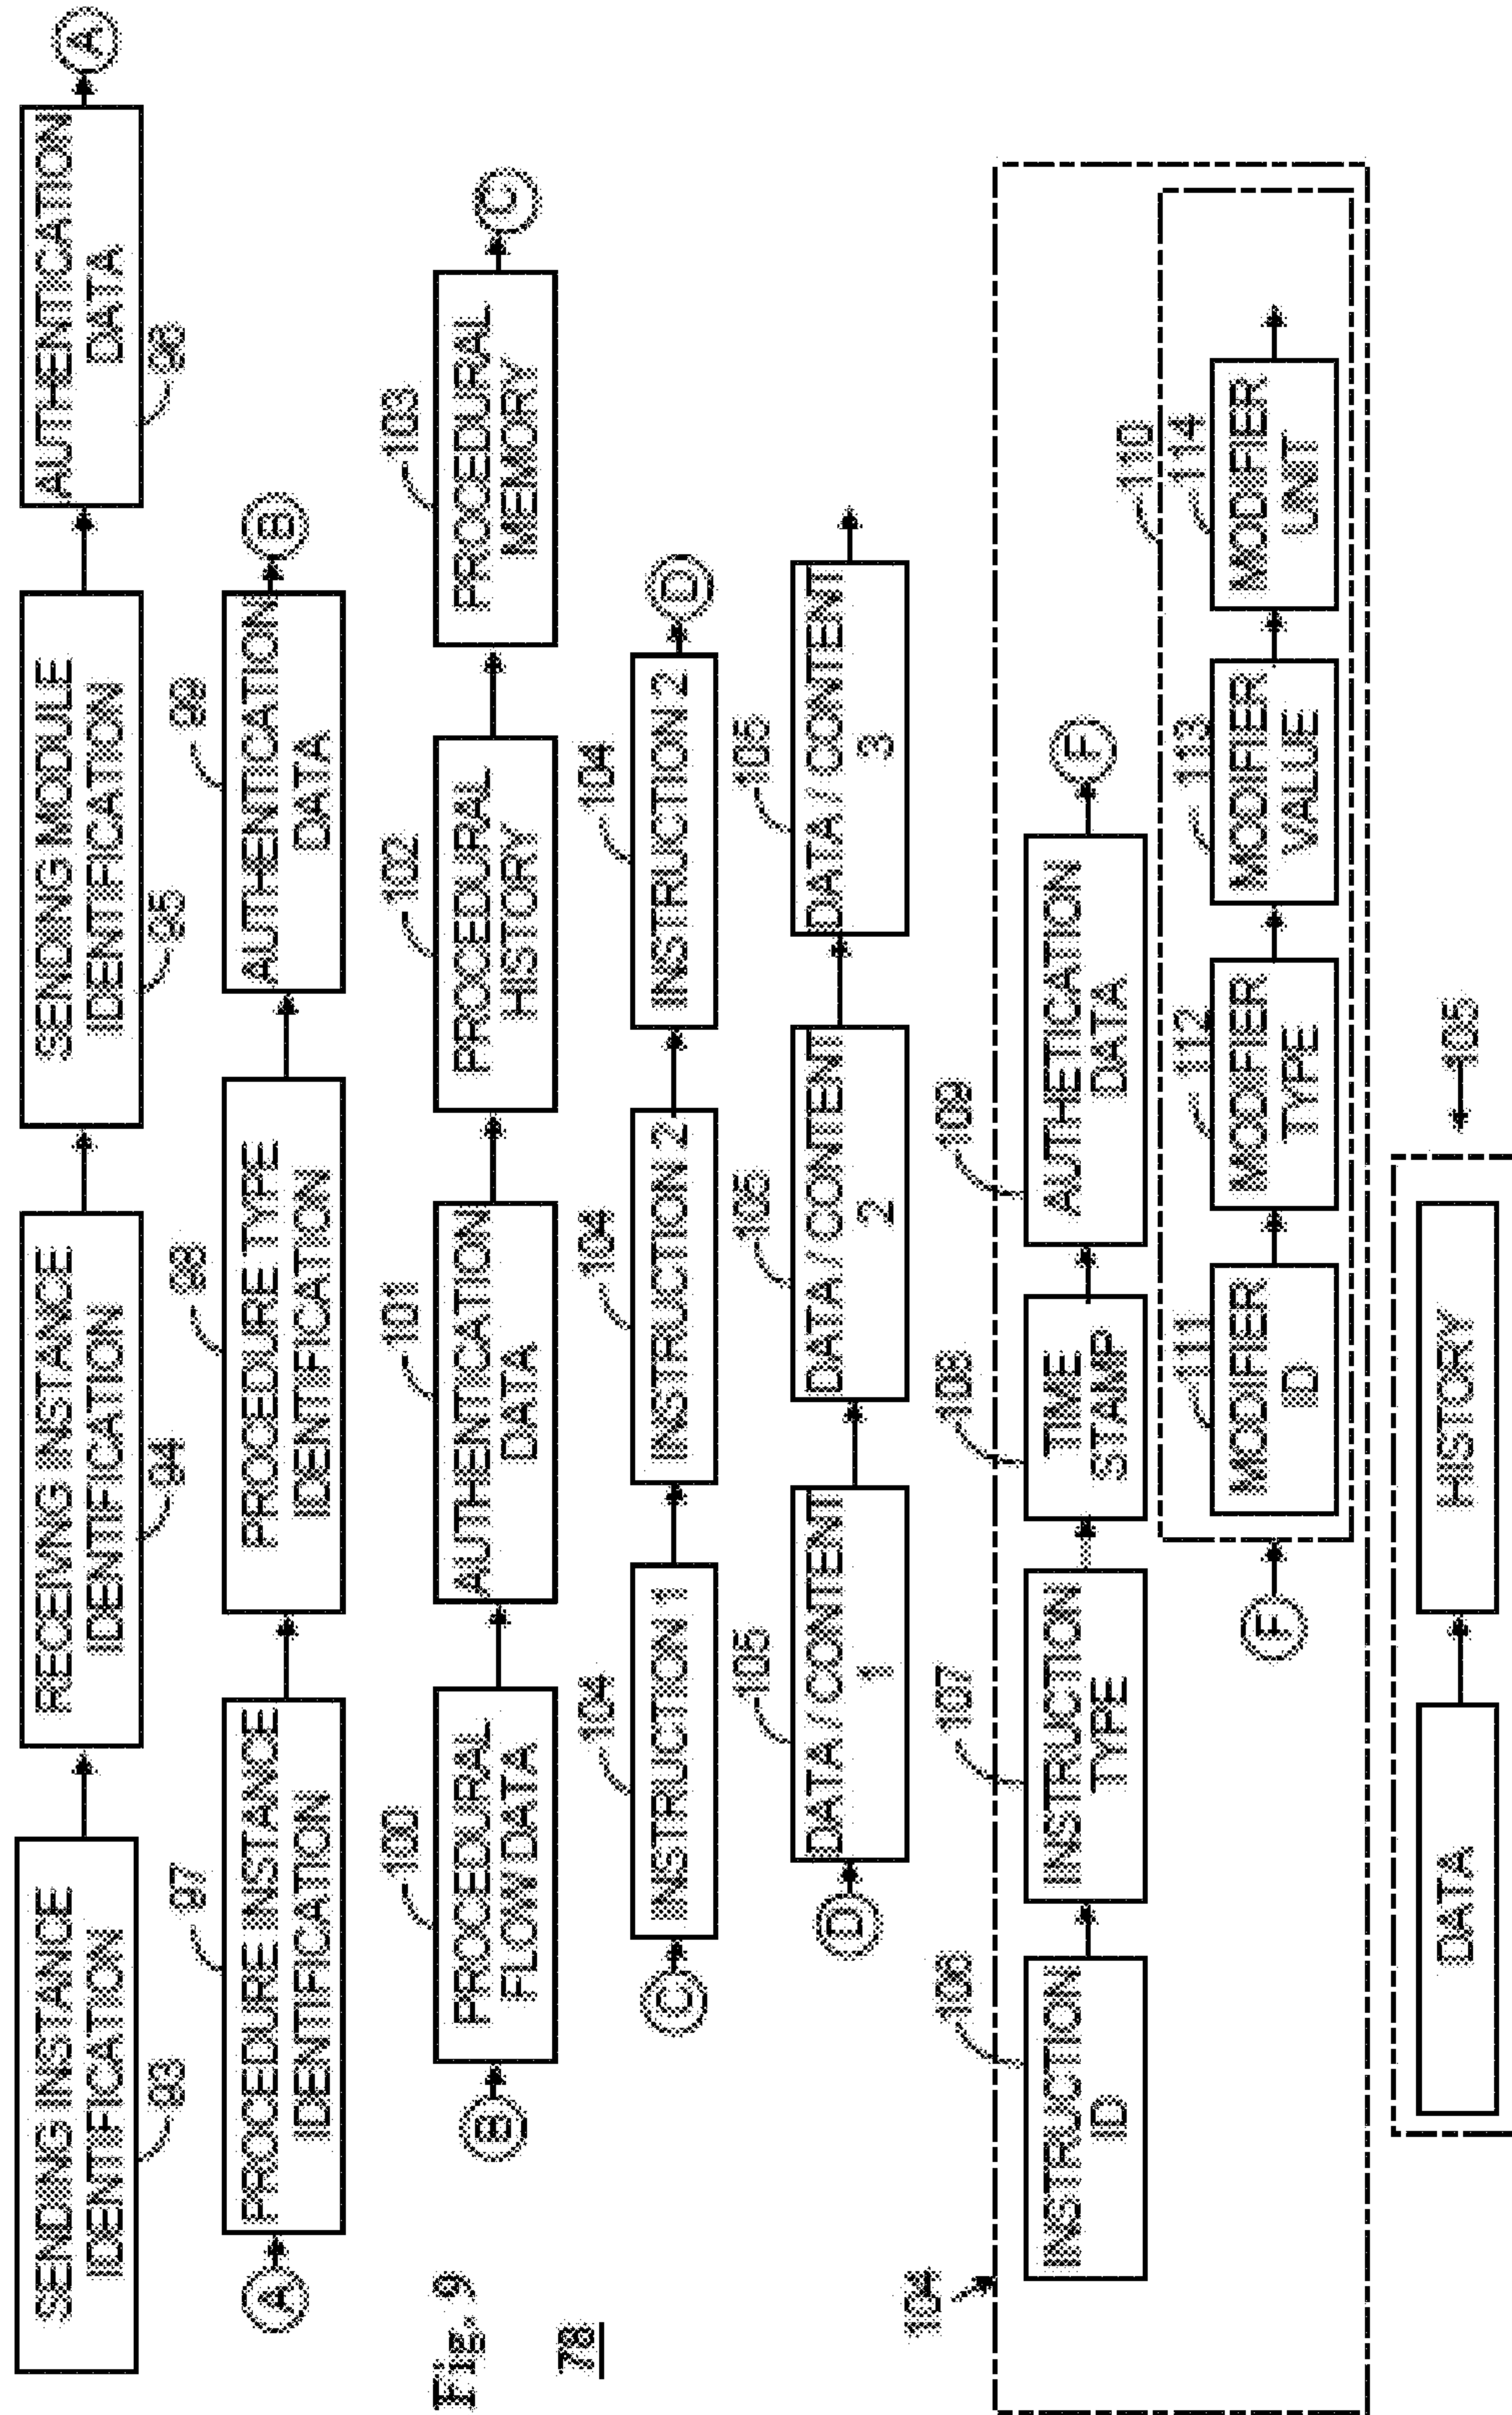 SENDING INSTANCE
IDENTIFICATION
93
RECEIVING INSTANCE
IDENTIFICATION
94
SENDING MODULE
IDENTIFICATION
95
AUTHENTICATION
DATA
96
A
A
PROCEDURE INSTANCE
IDENTIFICATION
97
PROCEDURE TYPE
IDENTIFICATION
98
AUTHENTICATION
DATA
99
B
B
PROCEDURAL
FLOW DATA
100
AUTHENTICATION
DATA
101
PROCEDURAL
HISTORY
102
PROCEDURAL
MEMORY
103
C
Fig. 9
78
C
INSTRUCTION 1
104
INSTRUCTION 2
104
INSTRUCTION 2
104
D
D
DATA / CONTENT
1
105
DATA / CONTENT
2
105
DATA / CONTENT
3
105
104
INSTRUCTION
ID
106
INSTRUCTION
TYPE
107
TIME
STAMP
108
AUTHETICATION
DATA
109
F
F
110
MODIFIER
ID
111
MODIFIER
TYPE
112
MODIFIER
VALUE
113
MODIFIER
UNIT
114
DATA
HISTORY
105